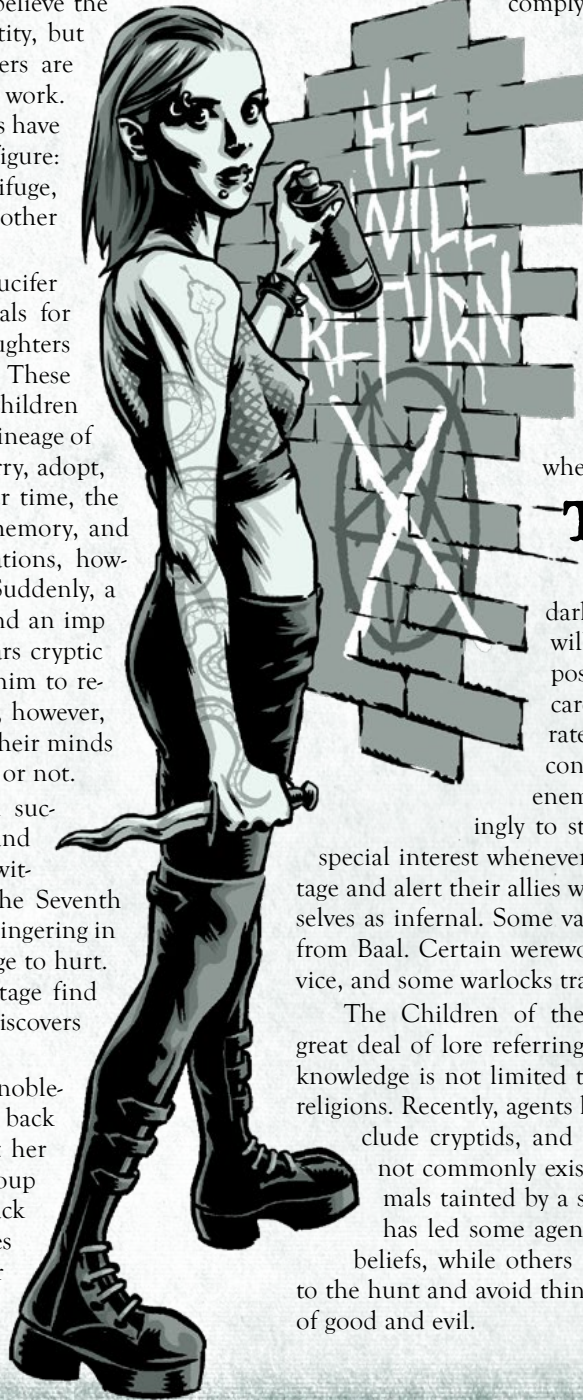 believe the
tity, but
ers are
work.
s have
figure:
ifuge,
other
ucifer
als for
ughters
These
hildren
ineage of
rry, adopt,
r time, the
memory, and
ations, how-
Suddenly, a
nd an imp
ars cryptic
him to re-
, however,
heir minds
or not.
suc-
and
wit-
he Seventh
ingering in
ge to hurt.
tage find
iscovers
noble-
back
her
oup
ck
es
HE
WILL
RETURN
comply
whe
T
dark
will
pos
car
rate
con
enem
ingly to st
special interest whenever
tage and alert their allies w
selves as infernal. Some va
from Baal. Certain werewo
vice, and some warlocks tra
The Children of the
great deal of lore referring
knowledge is not limited t
religions. Recently, agents
clude cryptids, and
not commonly exis
mals tainted by a s
has led some agen
beliefs, while others
to the hunt and avoid thin
of good and evil.